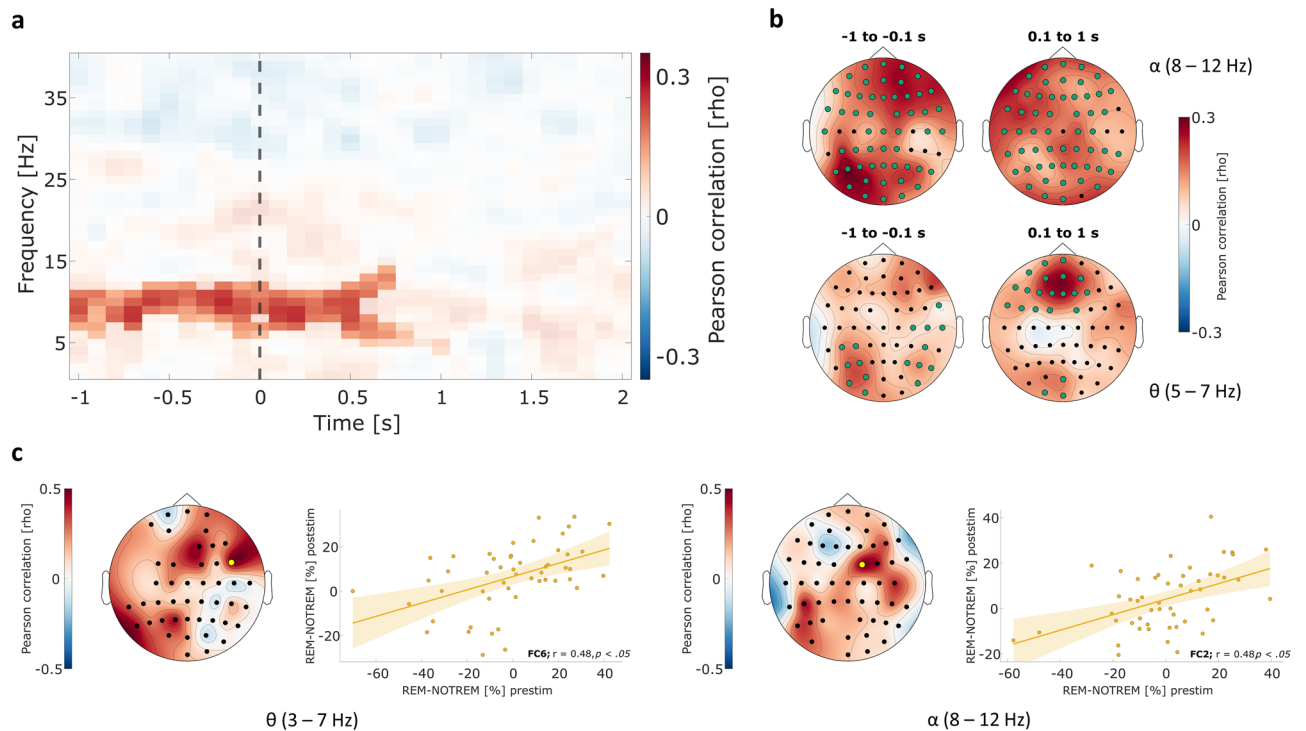 a
Frequency [Hz]
35
25
15
5
-1
-0.5
0
0.5
1
1.5
2
Time [s]
0.3
0
-0.3
Pearson correlation [rho]
b
-1 to -0.1 s
0.1 to 1 s
α (8 – 12 Hz)
-1 to -0.1 s
0.1 to 1 s
θ (5 – 7 Hz)
0.3
0
-0.3
Pearson correlation [rho]
c
Pearson correlation [rho]
0.5
0
-0.5
REM-NOTREM [%] poststim
20
0
-20
FC6; r = 0.48, p < .05
-60
-40
-20
0
20
40
REM-NOTREM [%] prestim
θ (3 – 7 Hz)
Pearson correlation [rho]
0.5
0
-0.5
REM-NOTREM [%] poststim
40
20
0
-20
FC2; r = 0.48, p < .05
-60
-40
-20
0
20
40
REM-NOTREM [%] prestim
α (8 – 12 Hz)